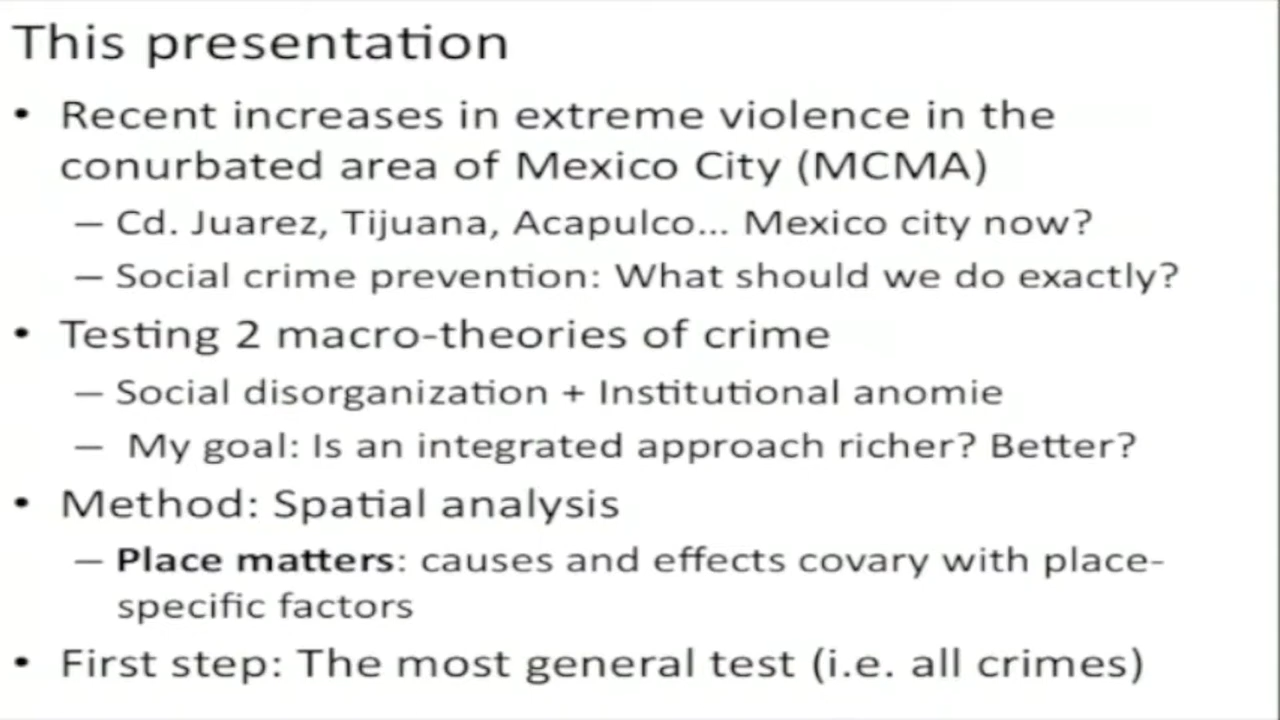 This presentation
• Recent increases in extreme violence in the
conurbated area of Mexico City (MCMA)
– Cd. Juarez, Tijuana, Acapulco... Mexico city now?
– Social crime prevention: What should we do exactly?
• Testing 2 macro-theories of crime
– Social disorganization + Institutional anomie
– My goal: Is an integrated approach richer? Better?
• Method: Spatial analysis
– Place matters: causes and effects covary with place-
specific factors
• First step: The most general test (i.e. all crimes)